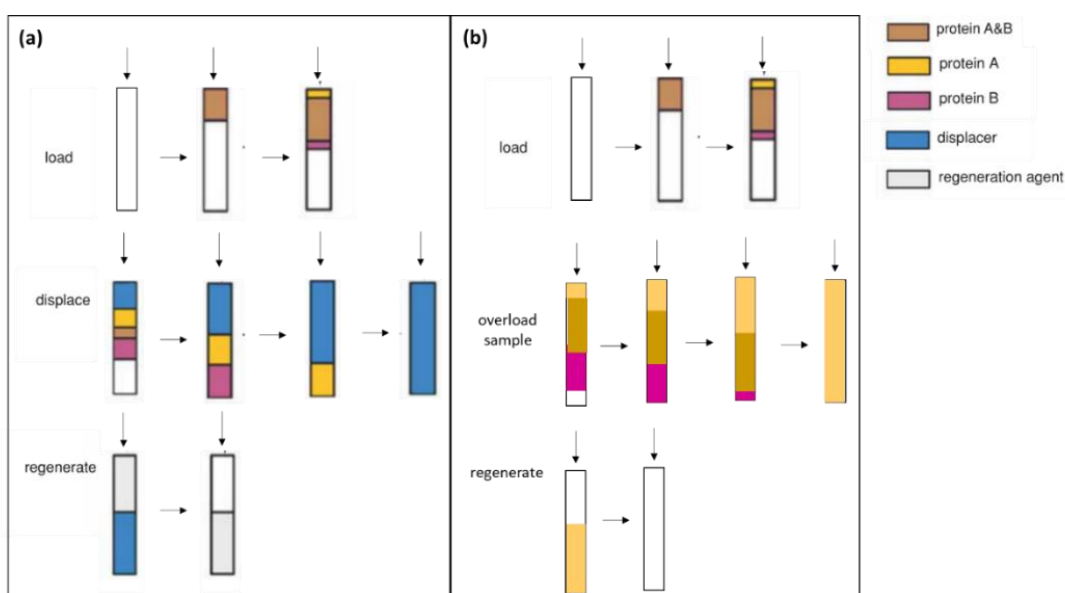 (a)
load
displace
regenerate
(b)
load
overload
sample
regenerate
protein A&B
protein A
protein B
displacer
regeneration agent